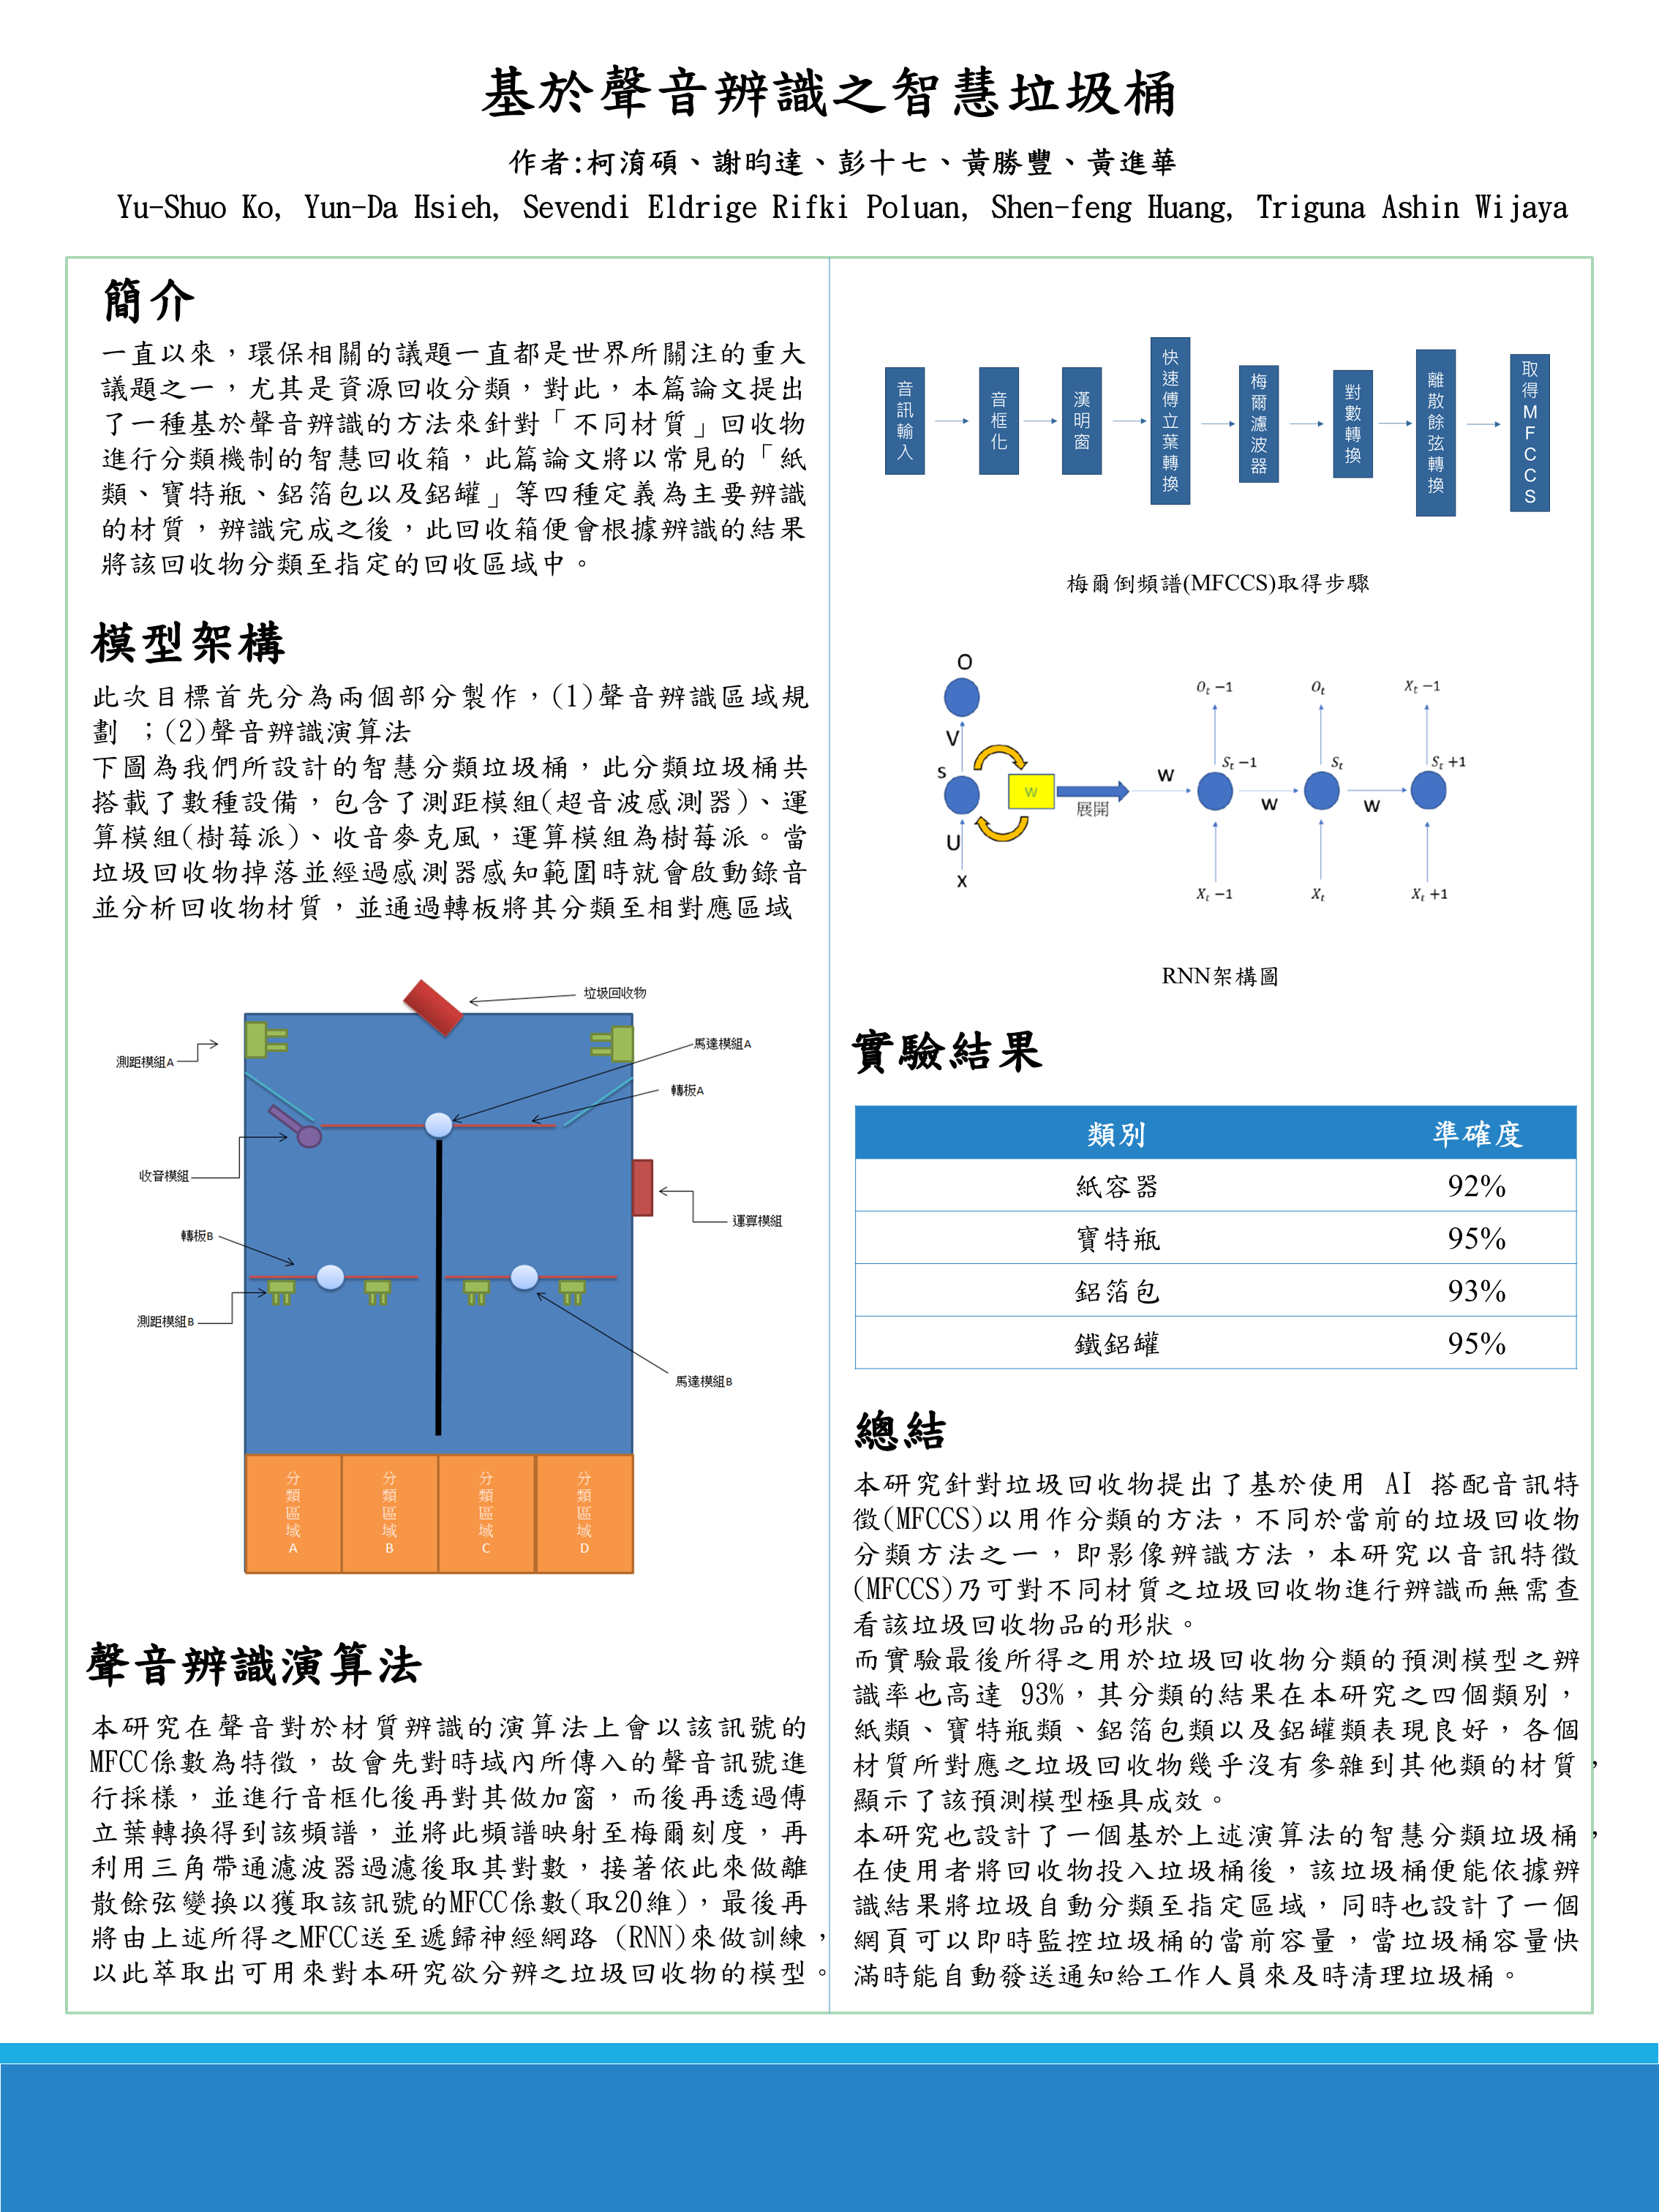 基於聲音辨識之智慧垃圾桶
作者:柯淯碩、謝昀達、彭十七、黃勝豐、黃進華
Yu-Shuo Ko, Yun-Da Hsieh, Sevendi Eldrige Rifki Poluan, Shen-feng Huang, Triguna Ashin Wijaya
簡介
一直以來，環保相關的議題一直都是世界所關注的重大
議題之一，尤其是資源回收分類，對此，本篇論文提出
了一種基於聲音辨識的方法來針對「不同材質」回收物
進行分類機制的智慧回收箱，此篇論文將以常見的「紙
類、寶特瓶、鋁箔包以及鋁罐」等四種定義為主要辨識
的材質，辨識完成之後，此回收箱便會根據辨識的結果
將該回收物分類至指定的回收區域中。
模型架構
此次目標首先分為兩個部分製作，(1)聲音辨識區域規
劃 ；(2)聲音辨識演算法
下圖為我們所設計的智慧分類垃圾桶，此分類垃圾桶共
搭載了數種設備，包含了測距模組(超音波感測器)、運
算模組(樹莓派)、收音麥克風，運算模組為樹莓派。當
垃圾回收物掉落並經過感測器感知範圍時就會啟動錄音
並分析回收物材質，並通過轉板將其分類至相對應區域
垃圾回收物
測距模組A
馬達模組A
轉板A
收音模組
運算模組
轉板B
測距模組B
馬達模組B
分類區域A
分類區域B
分類區域C
分類區域D
聲音辨識演算法
本研究在聲音對於材質辨識的演算法上會以該訊號的
MFCC係數為特徵，故會先對時域內所傳入的聲音訊號進
行採樣，並進行音框化後再對其做加窗，而後再透過傅
立葉轉換得到該頻譜，並將此頻譜映射至梅爾刻度，再
利用三角帶通濾波器過濾後取其對數，接著依此來做離
散餘弦變換以獲取該訊號的MFCC係數(取20維)，最後再
將由上述所得之MFCC送至遞歸神經網路 (RNN)來做訓練，
以此萃取出可用來對本研究欲分辨之垃圾回收物的模型。
音訊輸入
音框化
漢明窗
快速傅立葉轉換
梅爾濾波器
對數轉換
離散餘弦轉換
取得MFCCS
梅爾倒頻譜(MFCCS)取得步驟
O
V
S
W
U
X
展開
W
O_t −1
O_t
X_t −1
S_t −1
S_t
S_t +1
W
W
X_t −1
X_t
X_t +1
RNN架構圖
實驗結果
類別 準確度
紙容器 92%
寶特瓶 95%
鋁箔包 93%
鐵鋁罐 95%
總結
本研究針對垃圾回收物提出了基於使用 AI 搭配音訊特
徵(MFCCS)以用作分類的方法，不同於當前的垃圾回收物
分類方法之一，即影像辨識方法，本研究以音訊特徵
(MFCCS)乃可對不同材質之垃圾回收物進行辨識而無需查
看該垃圾回收物品的形狀。
而實驗最後所得之用於垃圾回收物分類的預測模型之辨
識率也高達 93%，其分類的結果在本研究之四個類別，
紙類、寶特瓶類、鋁箔包類以及鋁罐類表現良好，各個
材質所對應之垃圾回收物幾乎沒有參雜到其他類的材質，
顯示了該預測模型極具成效。
本研究也設計了一個基於上述演算法的智慧分類垃圾桶，
在使用者將回收物投入垃圾桶後，該垃圾桶便能依據辨
識結果將垃圾自動分類至指定區域，同時也設計了一個
網頁可以即時監控垃圾桶的當前容量，當垃圾桶容量快
滿時能自動發送通知給工作人員來及時清理垃圾桶。